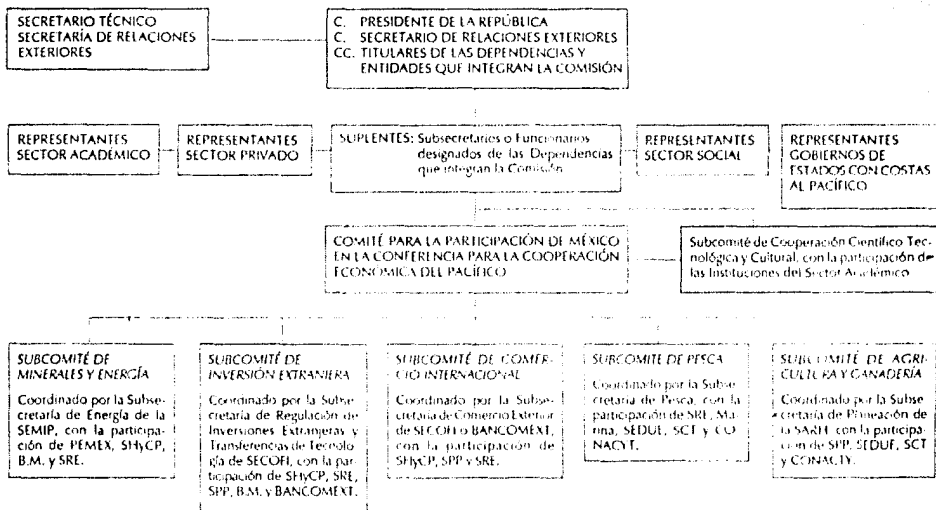 SECRETARIO TÉCNICO
SECRETARÍA DE RELACIONES
EXTERIORES
C. PRESIDENTE DE LA REPÚBLICA
C. SECRETARIO DE RELACIONES EXTERIORES
CC. TITULARES DE LAS DEPENDENCIAS Y
ENTIDADES QUE INTEGRAN LA COMISIÓN
REPRESENTANTES
SECTOR ACADÉMICO
REPRESENTANTES
SECTOR PRIVADO
SUPLENTES: Subsecretarios o Funcionarios
designados de las Dependencias
que integran la Comisión
REPRESENTANTES
SECTOR SOCIAL
REPRESENTANTES
GOBIERNOS DE
ESTADOS CON COSTAS
AL PACÍFICO
COMITÉ PARA LA PARTICIPACIÓN DE MÉXICO
EN LA CONFERENCIA PARA LA COOPERACIÓN
ECONÓMICA DEL PACÍFICO
Subcomité de Cooperación Científico Tec-
nológica y Cultural, con la participación de
las Instituciones del Sector Académico
SUBCOMITÉ DE
MINERALES Y ENERGÍA
Coordinado por la Subse-
cretaría de Energía de la
SEMIP, con la participa-
ción de PEMEX, SHyCP,
B.M. y SRE.
SUBCOMITÉ DE
INVERSIÓN EXTRANJERA
Coordinado por la Subse-
cretaría de Regulación de
Inversiones Extranjeras y
Transferencias de Tecnolo-
gía de SECOFI, con la par-
ticipación de SHyCP, SRE,
SPP, B.M. y BANCOMEXT.
SUBCOMITÉ DE COMER-
CIO INTERNACIONAL
Coordinado por la Subse-
cretaría de Comercio Exterior
de SECOFI o BANCOMEXT,
con la participación de
SHyCP, SPP y SRE.
SUBCOMITE DE PESCA
Coordinado por la Subse-
cretaría de Pesca, con la
participación de SRE, Ma-
rina, SEDUE, SCT y CO-
NACYT.
SUBCOMITÉ DE AGRI-
CULTURA Y GANADERÍA
Coordinado por la Subse-
cretaría de Planeación de
la SARH, con la participa-
ción de SPP, SEDUE, SCT
y CONACTY.